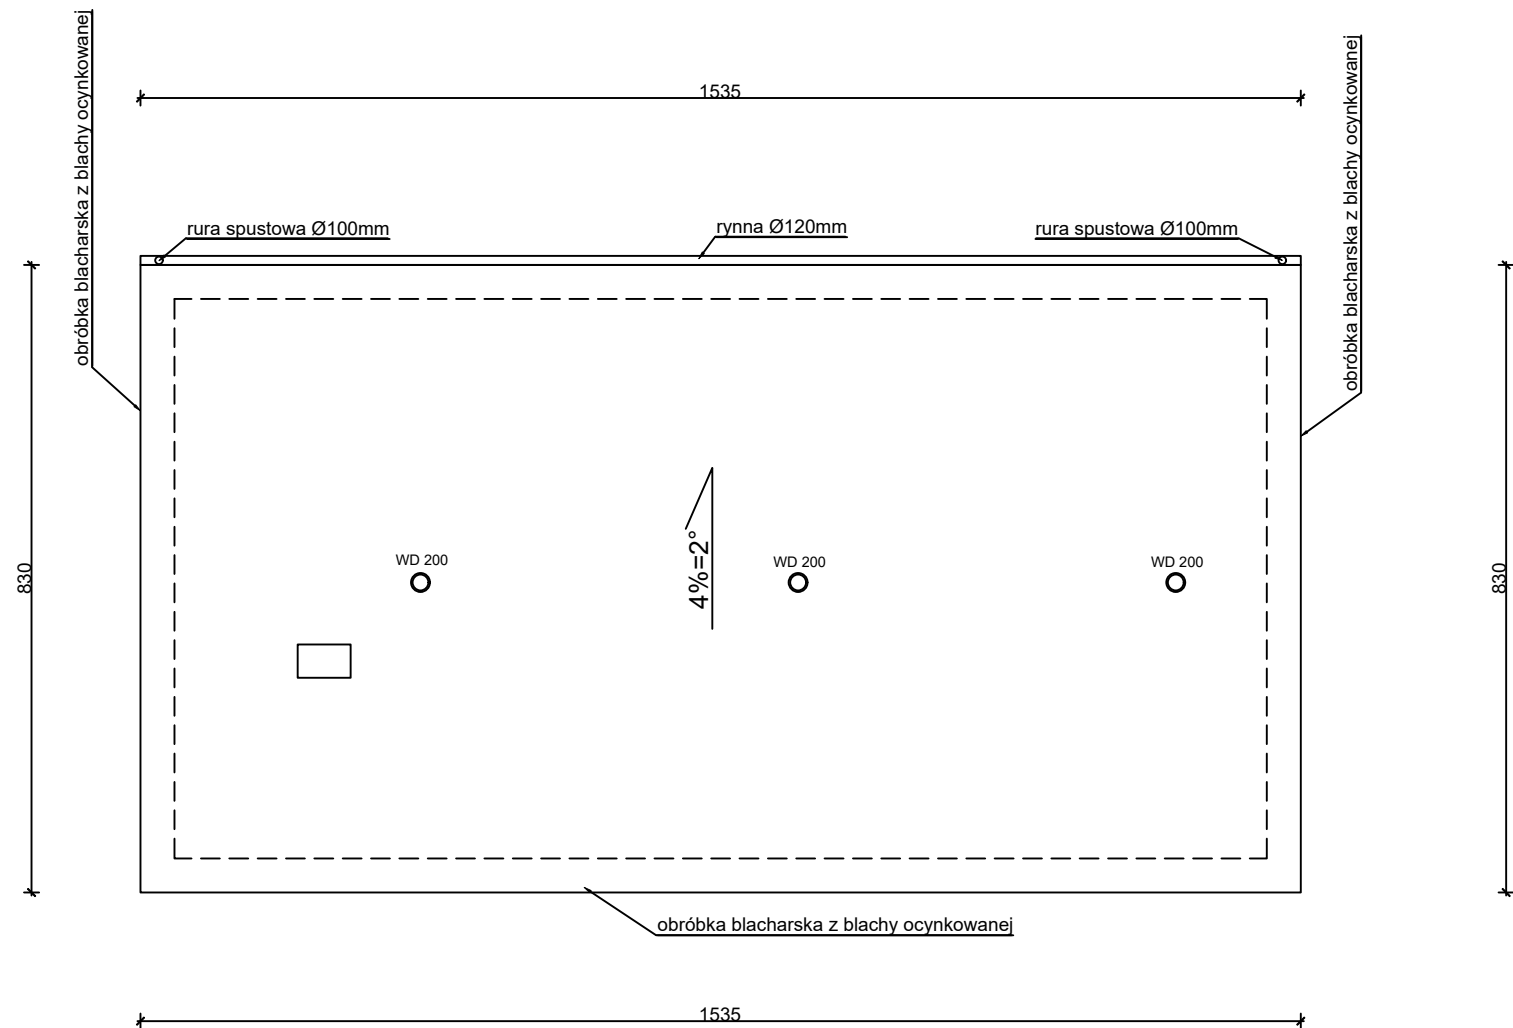 obróbka blacharska z blachy ocynkowanej
1535
obróbka blacharska z blachy ocynkowanej
rura spustowa Ø100mm
rynna Ø120mm
rura spustowa Ø100mm
830
WD 200
4%=2°
WD 200
WD 200
830
obróbka blacharska z blachy ocynkowanej
1535